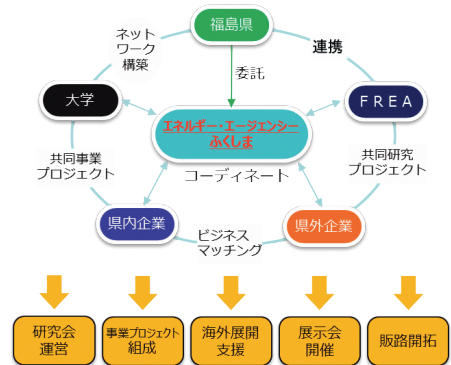 福島県
ネット
ワーク
構築
連携
委託
大学
エネルギー・エージェンシー
ふくしま
FREA
コーディネート
共同事業
プロジェクト
共同研究
プロジェクト
県内企業
ビジネス
マッチング
県外企業
研究会
運営
事業プロジェクト
組成
海外展開
支援
展示会
開催
販路開拓